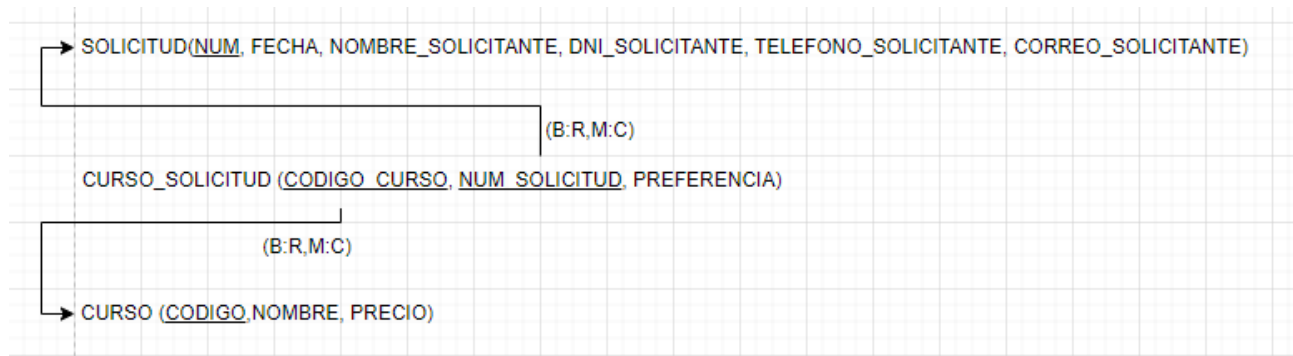 SOLICITUD(NUM, FECHA, NOMBRE_SOLICITANTE, DNI_SOLICITANTE, TELEFONO_SOLICITANTE, CORREO_SOLICITANTE)
(B:R,M:C)
CURSO_SOLICITUD (CODIGO_CURSO, NUM_SOLICITUD, PREFERENCIA)
(B:R,M:C)
CURSO (CODIGO,NOMBRE, PRECIO)